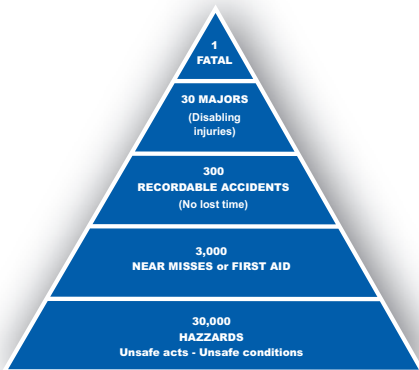 1
FATAL
30 MAJORS
(Disabling
injuries)
300
RECORDABLE ACCIDENTS
(No lost time)
3,000
NEAR MISSES or FIRST AID
30,000
HAZZARDS
Unsafe acts - Unsafe conditions